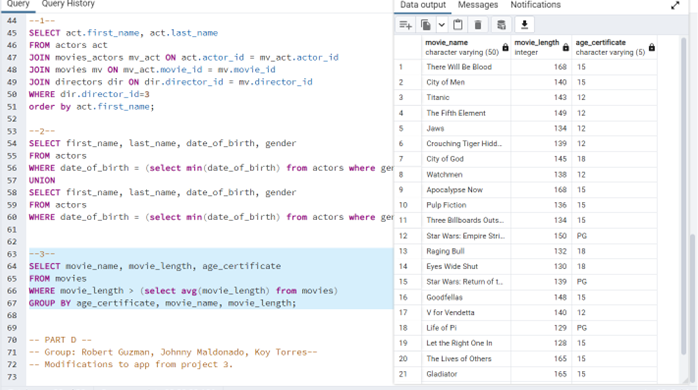 Query Query History
44
45 --1--
SELECT act.first_name, act.last_name
46 FROM actors act
47 JOIN movies_actors mv_act ON act.actor_id = mv_act.actor_id
48 JOIN movies mv ON mv_act.movie_id = mv.movie_id
49 JOIN directors dir ON dir.director_id = mv.director_id
50 WHERE dir.director_id=3
51 order by act.first_name;
52
53 --2--
54 SELECT first_name, last_name, date_of_birth, gender
55 FROM actors
56 WHERE date_of_birth = (select min(date_of_birth) from actors where ger
57 UNION
58 SELECT first_name, last_name, date_of_birth, gender
59 FROM actors
60 WHERE date_of_birth = (select min(date_of_birth) from actors where ger
61
62
63 --3--
64 SELECT movie_name, movie_length, age_certificate
65 FROM movies
66 WHERE movie_length > (select avg(movie_length) from movies)
67 GROUP BY age_certificate, movie_name, movie_length;
68
69
70 -- PART D --
71 -- Group: Robert Guzman, Johnny Maldonado, Koy Torres--
72 -- Modifications to app from project 3.
73
Data output Messages Notifications
movie_name movie_length age_certificate
character varying (50) integer character varying (5)
1 There Will Be Blood 168 15
2 City of Men 140 15
3 Titanic 143 12
4 The Fifth Element 149 12
5 Jaws 134 12
6 Crouching Tiger Hidd... 139 12
7 City of God 145 18
8 Watchmen 138 12
9 Apocalypse Now 168 15
10 Pulp Fiction 136 15
11 Three Billboards Outs... 134 15
12 Star Wars: Empire Stri... 150 PG
13 Raging Bull 132 18
14 Eyes Wide Shut 130 18
15 Star Wars: Return of t... 139 PG
16 Goodfellas 148 15
17 V for Vendetta 140 12
18 Life of Pi 129 PG
19 Let the Right One In 128 15
20 The Lives of Others 165 15
21 Gladiator 165 15